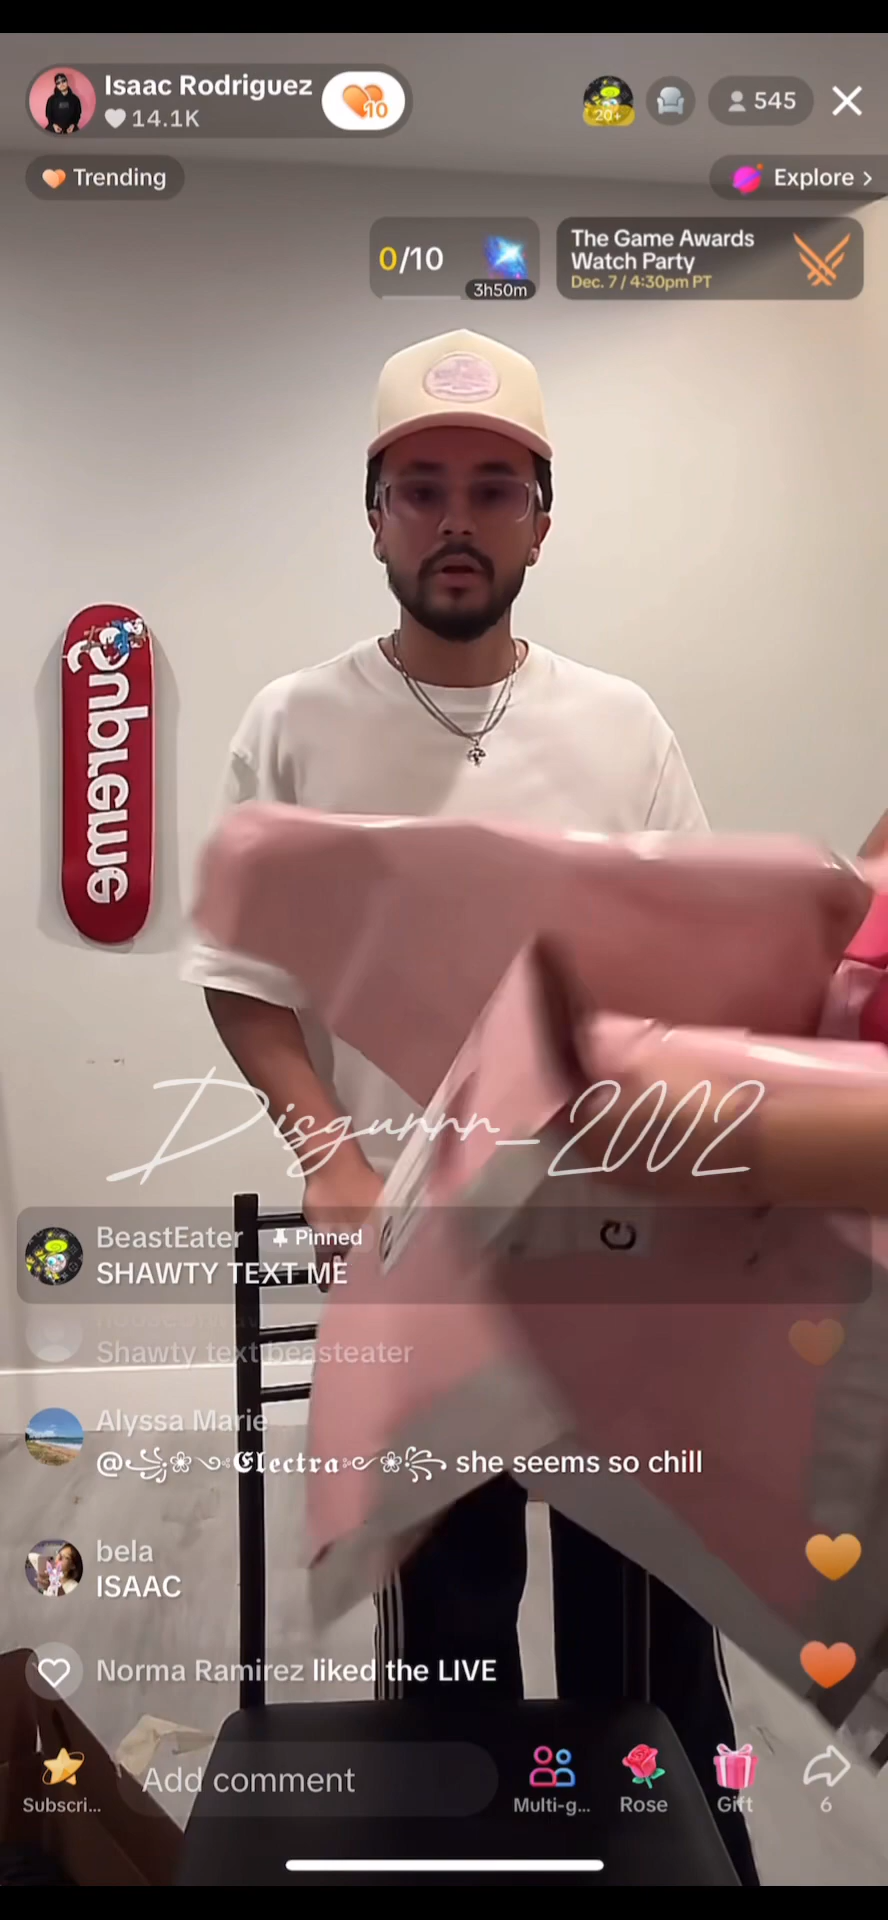 Isaac Rodriguez
14.1K
10
20+
545
Trending
Explore >
0/10
3h50m
The Game Awards
Watch Party
Dec. 7 / 4:30pm PT
Supreme
Disgunnn_2002
BeastEater Pinned
SHAWTY TEXT ME
Shawty text beasteater
Alyssa Marie
@꧁❀༺𝕰𝖑𝖊𝖈𝖙𝖗𝖆༻❀꧂ she seems so chill
bela
ISAAC
Norma Ramirez liked the LIVE
Add comment
Subscri...
Multi-g...
Rose
Gift
6